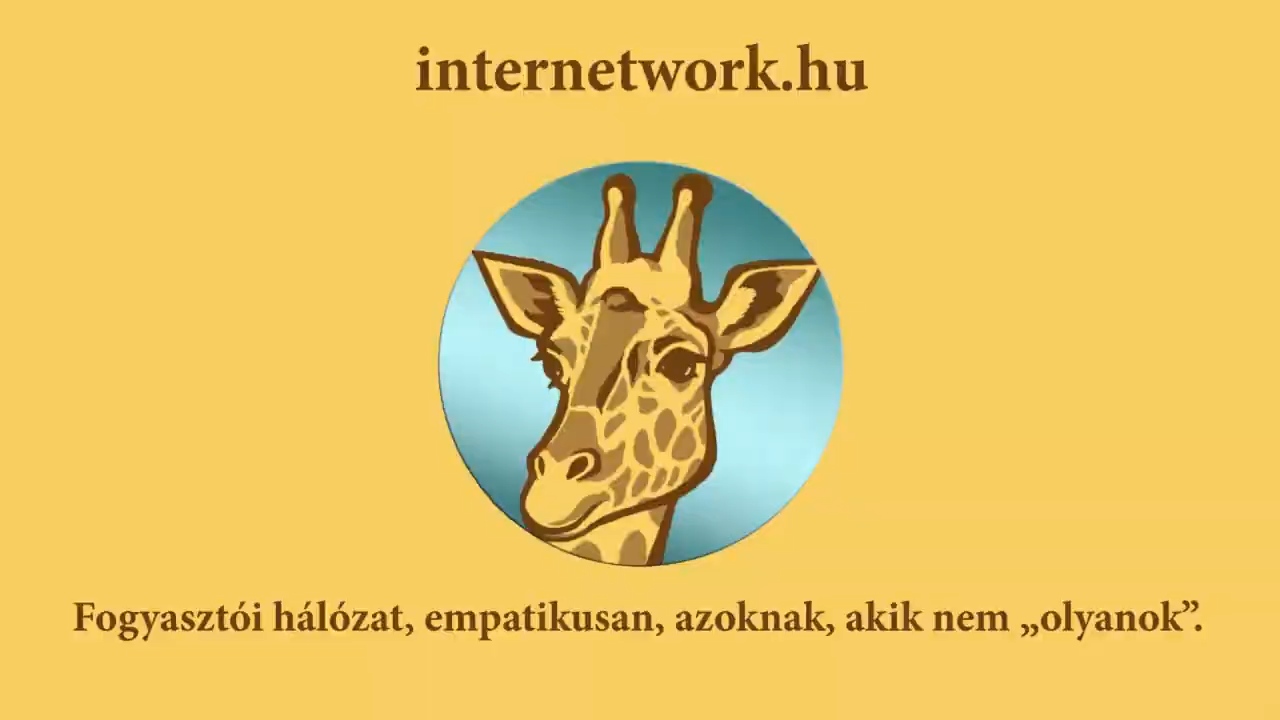 internetwork.hu
Fogyasztói hálózat, empatikusan, azoknak, akik nem „olyanok”.